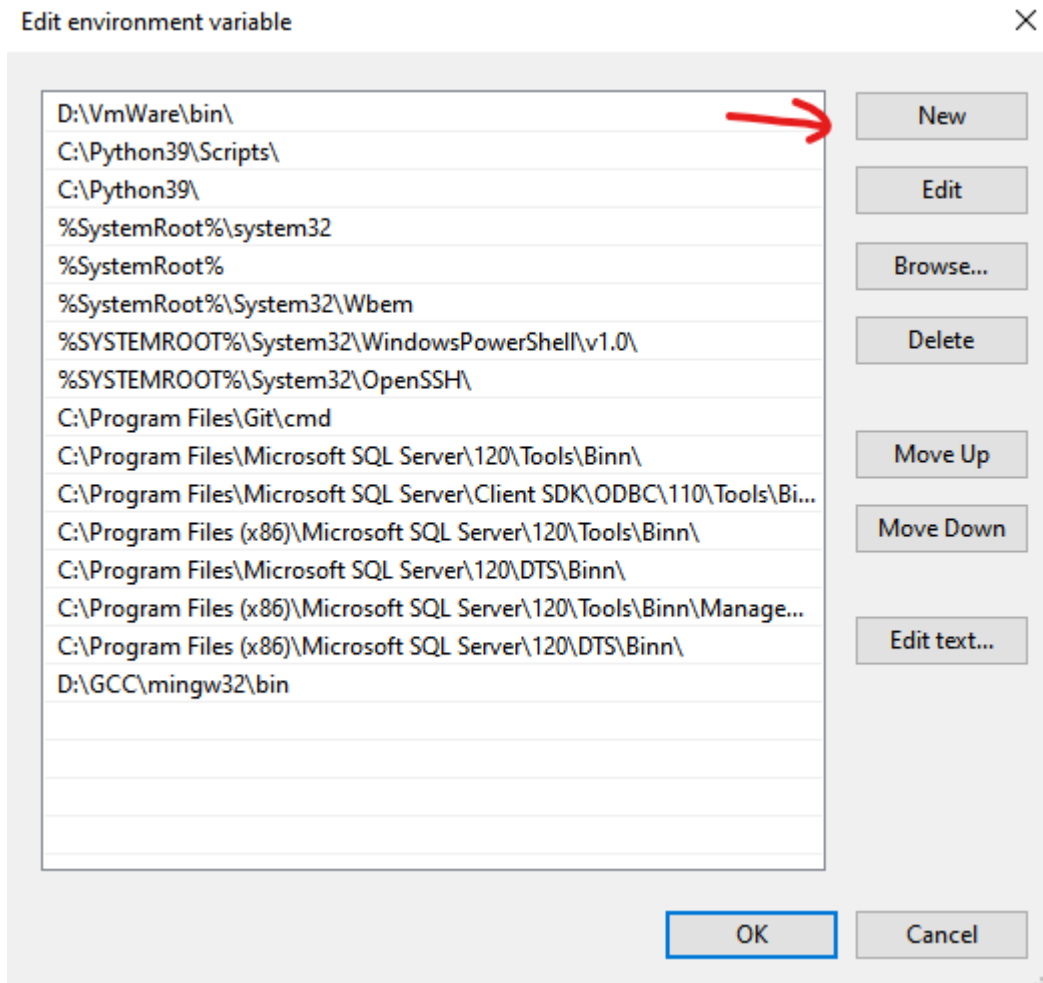 Edit environment variable
D:\VmWare\bin\
New
C:\Python39\Scripts\
C:\Python39\
Edit
%SystemRoot%\system32
%SystemRoot%
Browse...
%SystemRoot%\System32\Wbem
%SYSTEMROOT%\System32\WindowsPowerShell\v1.0\
Delete
%SYSTEMROOT%\System32\OpenSSH\
C:\Program Files\Git\cmd
C:\Program Files\Microsoft SQL Server\120\Tools\Binn\
Move Up
C:\Program Files\Microsoft SQL Server\Client SDK\ODBC\110\Tools\Bi...
C:\Program Files (x86)\Microsoft SQL Server\120\Tools\Binn\
Move Down
C:\Program Files\Microsoft SQL Server\120\DTS\Binn\
C:\Program Files (x86)\Microsoft SQL Server\120\Tools\Binn\Manage...
C:\Program Files (x86)\Microsoft SQL Server\120\DTS\Binn\
Edit text...
D:\GCC\mingw32\bin
OK
Cancel